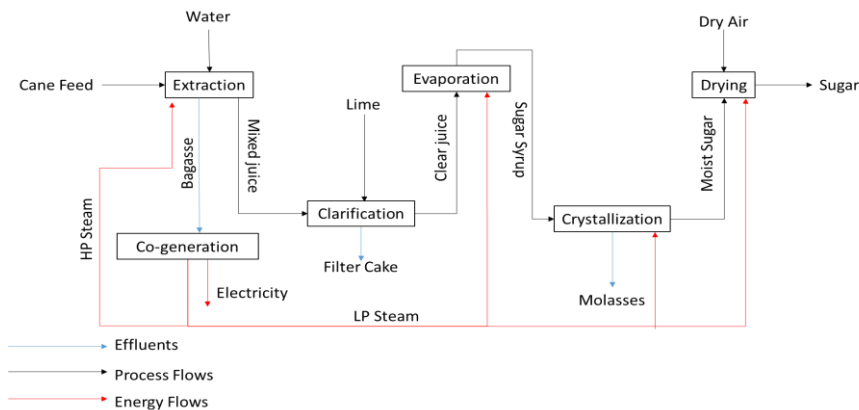 Water
Dry Air
Cane Feed
Extraction
Evaporation
Drying
Sugar
Lime
Bagasse
Mixed juice
Clear juice
Sugar Syrup
Moist Sugar
HP Steam
Clarification
Crystallization
Co-generation
Filter Cake
Electricity
Molasses
LP Steam
Effluents
Process Flows
Energy Flows